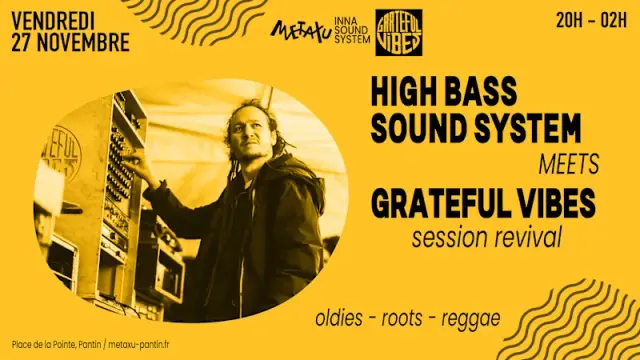 VENDREDI
27 NOVEMBRE
METAXU
INNA
SOUND
SYSTEM
GRATEFUL
VIBES
20H – 02H
HIGH BASS
SOUND SYSTEM
MEETS
GRATEFUL VIBES
session revival
oldies - roots - reggae
GRATEFUL
Place de la Pointe, Pantin / metaxu-pantin.fr